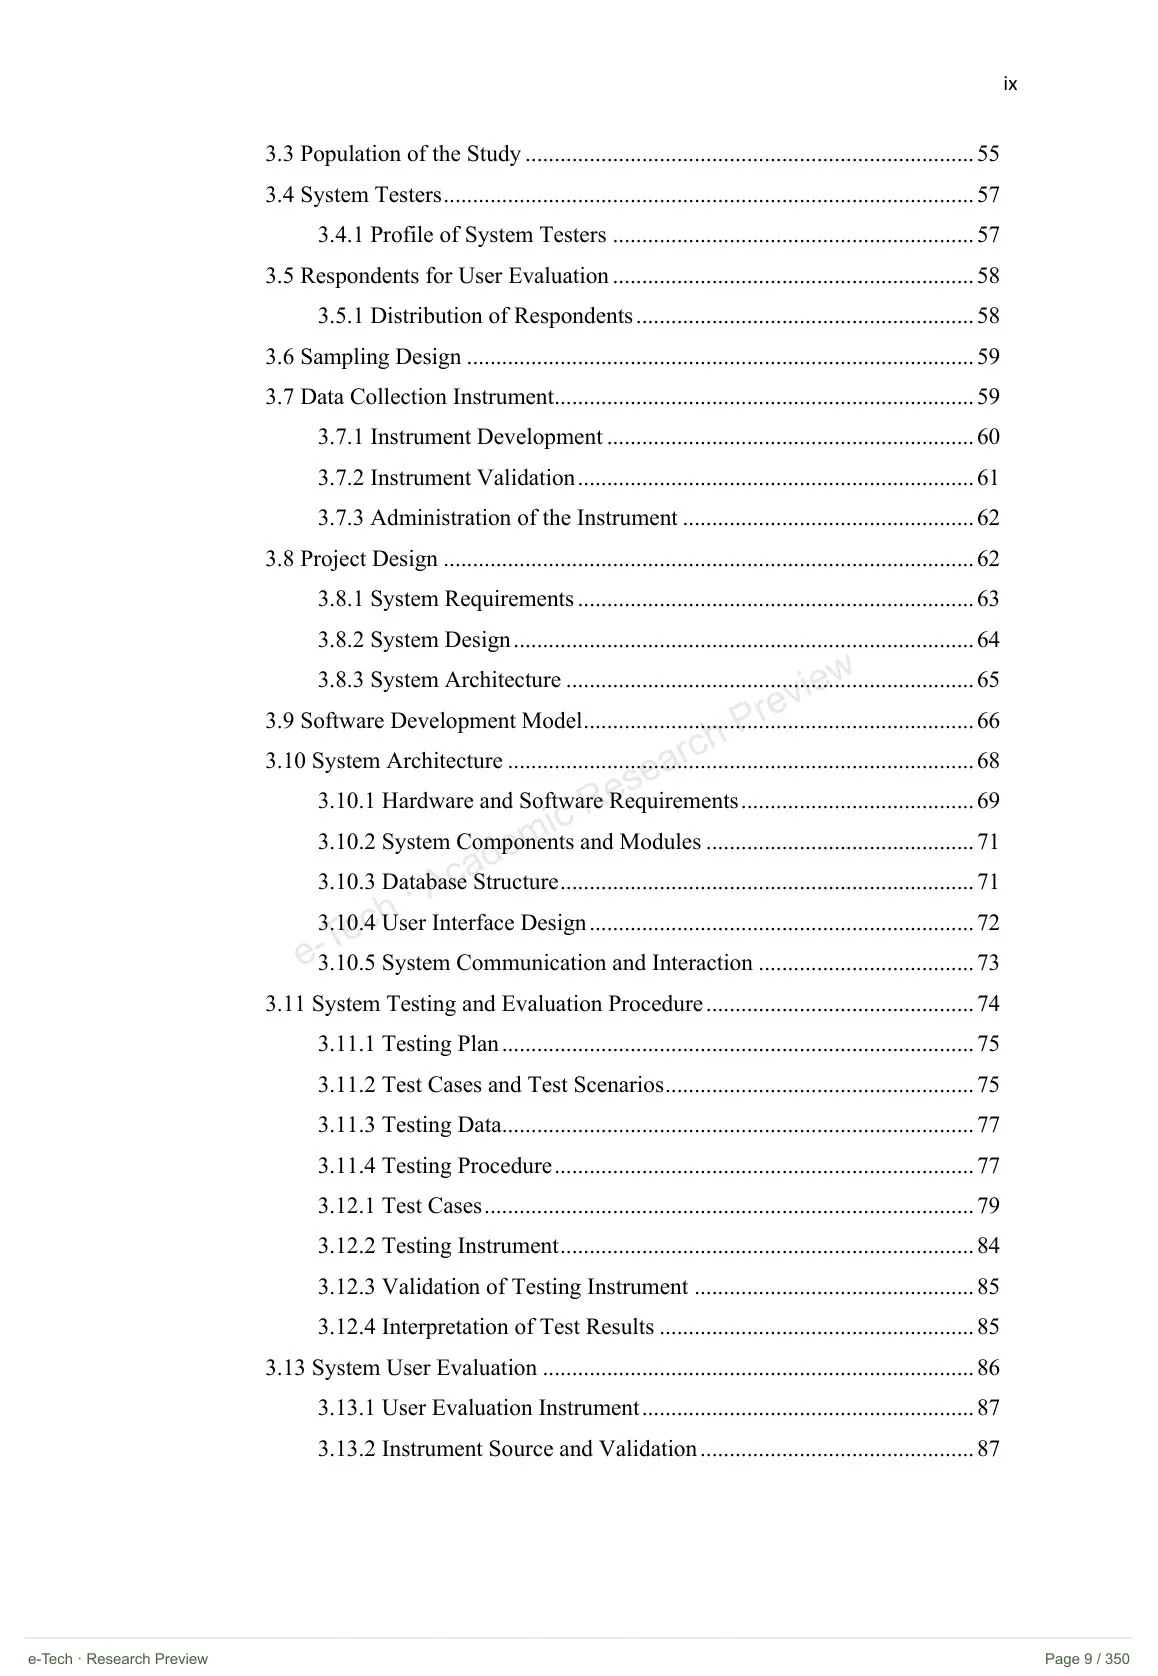 ix
3.3 Population of the Study ........................................................................... 55
3.4 System Testers.......................................................................................... 57
3.4.1 Profile of System Testers ............................................................. 57
3.5 Respondents for User Evaluation ............................................................. 58
3.5.1 Distribution of Respondents ......................................................... 58
3.6 Sampling Design ...................................................................................... 59
3.7 Data Collection Instrument....................................................................... 59
3.7.1 Instrument Development .............................................................. 60
3.7.2 Instrument Validation ................................................................... 61
3.7.3 Administration of the Instrument ................................................. 62
3.8 Project Design .......................................................................................... 62
3.8.1 System Requirements ................................................................... 63
3.8.2 System Design .............................................................................. 64
3.8.3 System Architecture ..................................................................... 65
3.9 Software Development Model.................................................................. 66
3.10 System Architecture ............................................................................... 68
3.10.1 Hardware and Software Requirements ....................................... 69
3.10.2 System Components and Modules ............................................. 71
3.10.3 Database Structure...................................................................... 71
3.10.4 User Interface Design ................................................................. 72
3.10.5 System Communication and Interaction .................................... 73
3.11 System Testing and Evaluation Procedure ............................................. 74
3.11.1 Testing Plan ................................................................................ 75
3.11.2 Test Cases and Test Scenarios.................................................... 75
3.11.3 Testing Data................................................................................ 77
3.11.4 Testing Procedure ....................................................................... 77
3.12.1 Test Cases ................................................................................... 79
3.12.2 Testing Instrument...................................................................... 84
3.12.3 Validation of Testing Instrument ............................................... 85
3.12.4 Interpretation of Test Results ..................................................... 85
3.13 System User Evaluation ......................................................................... 86
3.13.1 User Evaluation Instrument ........................................................ 87
3.13.2 Instrument Source and Validation .............................................. 87
e-Tech · Academic Research Preview
e-Tech · Research Preview
Page 9 / 350